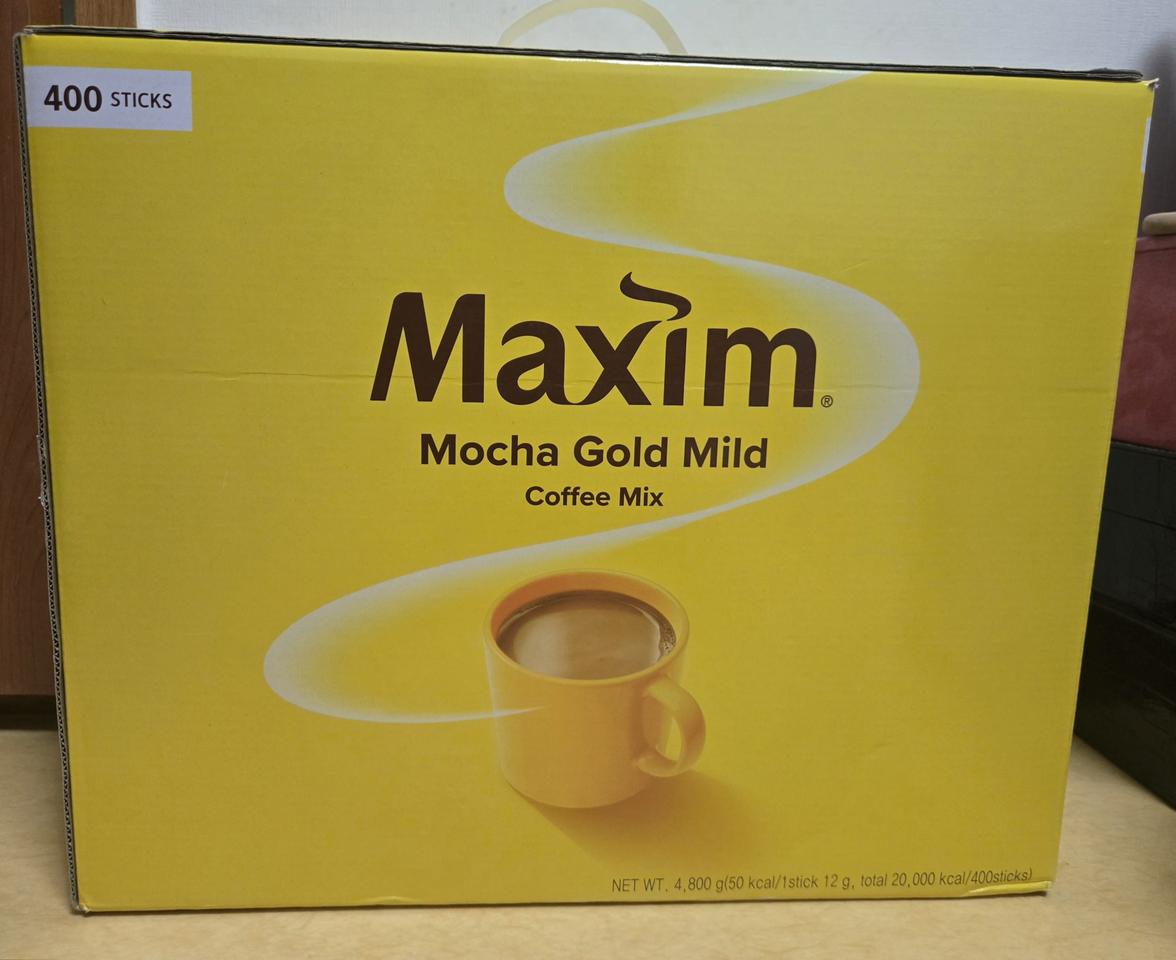 400 STICKS
Maxim®
Mocha Gold Mild
Coffee Mix
NET WT. 4,800 g(50 kcal/1stick 12 g, total 20,000 kcal/400sticks)